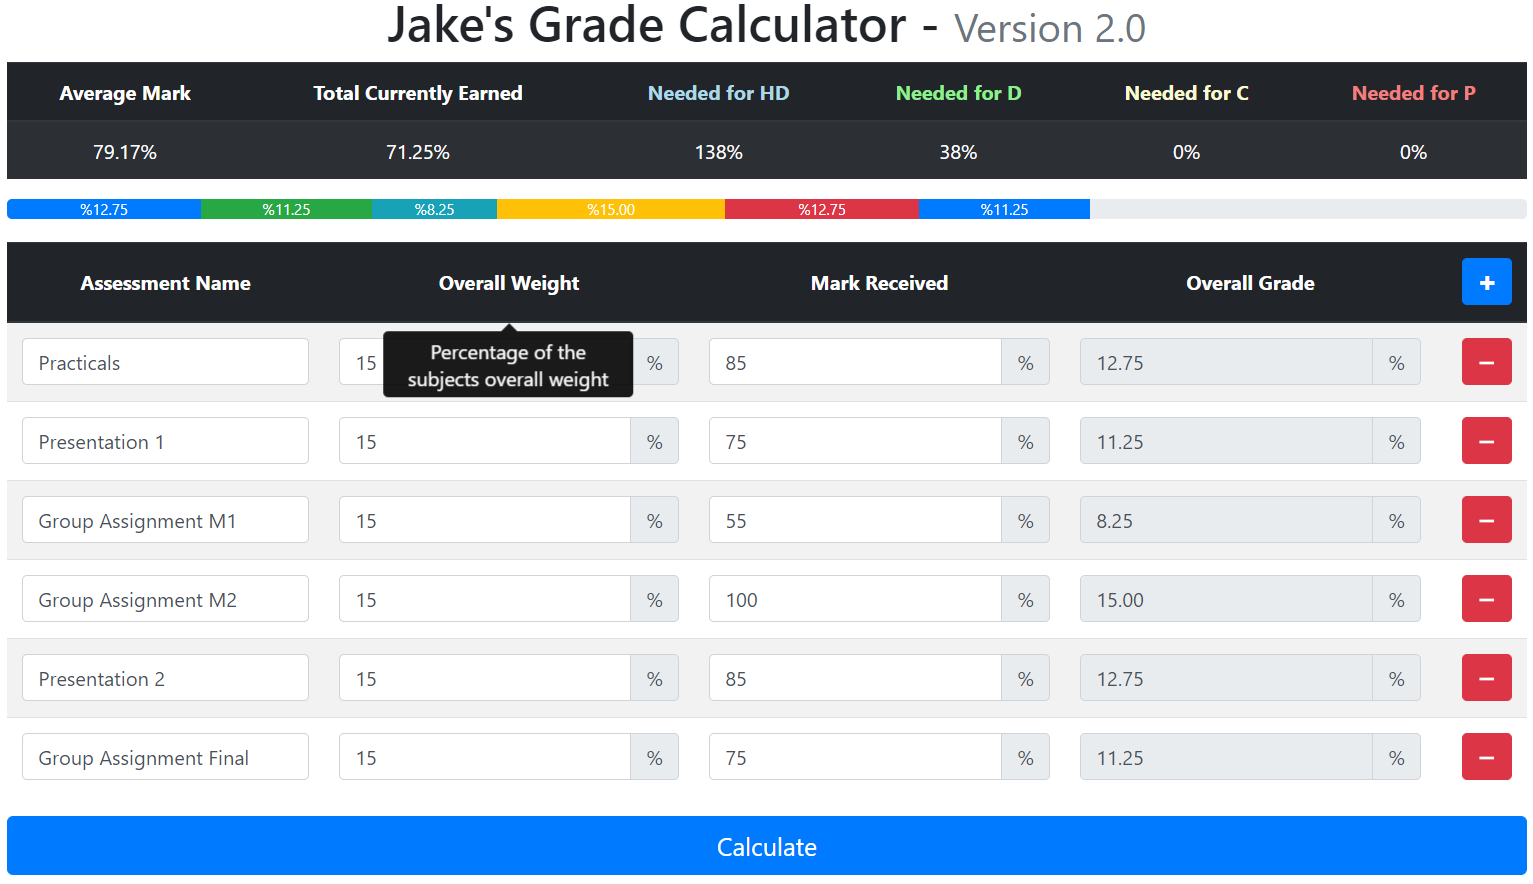 Jake's Grade Calculator - Version 2.0
Average Mark Total Currently Earned Needed for HD Needed for D Needed for C Needed for P
79.17% 71.25% 138% 38% 0% 0%
%12.75 %11.25 %8.25 %15.00 %12.75 %11.25
Assessment Name Overall Weight Mark Received Overall Grade +
Percentage of the
subjects overall weight
Practicals 15 % 85 % 12.75 % −
Presentation 1 15 % 75 % 11.25 % −
Group Assignment M1 15 % 55 % 8.25 % −
Group Assignment M2 15 % 100 % 15.00 % −
Presentation 2 15 % 85 % 12.75 % −
Group Assignment Final 15 % 75 % 11.25 % −
Calculate